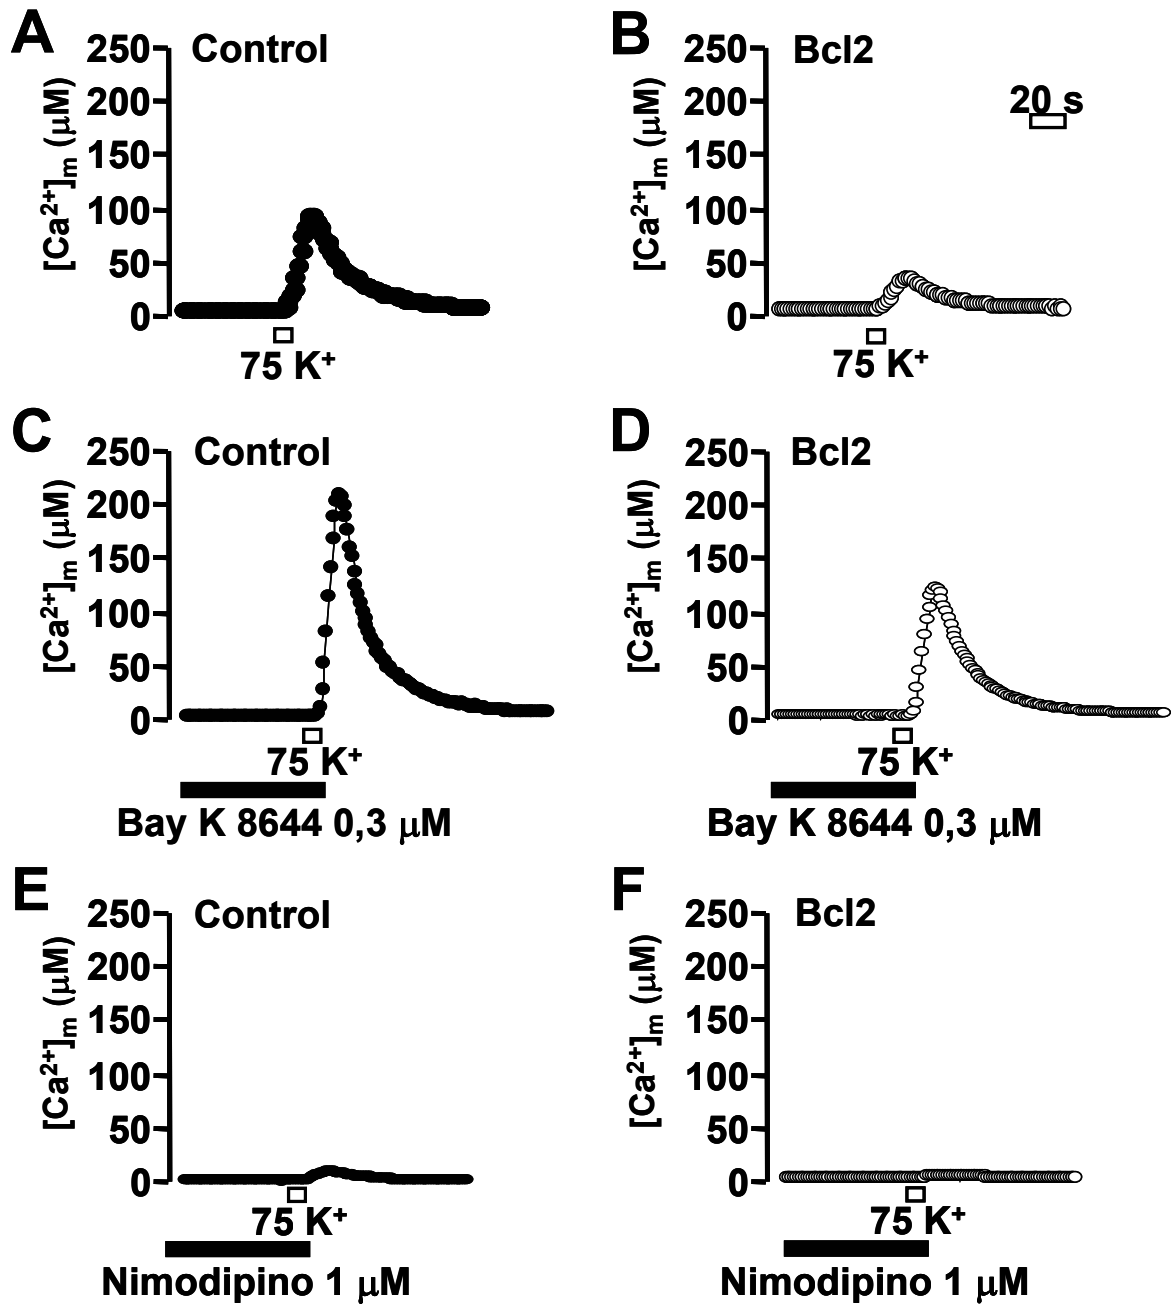 A
Control
250
200
150
100
50
0
[Ca²⁺]ₘ (μM)
75 K⁺
B
Bcl2
20 s
250
200
150
100
50
0
[Ca²⁺]ₘ (μM)
75 K⁺
C
Control
250
200
150
100
50
0
[Ca²⁺]ₘ (μM)
75 K⁺
Bay K 8644 0,3 μM
D
Bcl2
250
200
150
100
50
0
[Ca²⁺]ₘ (μM)
75 K⁺
Bay K 8644 0,3 μM
E
Control
250
200
150
100
50
0
[Ca²⁺]ₘ (μM)
75 K⁺
Nimodipino 1 μM
F
Bcl2
250
200
150
100
50
0
[Ca²⁺]ₘ (μM)
75 K⁺
Nimodipino 1 μM